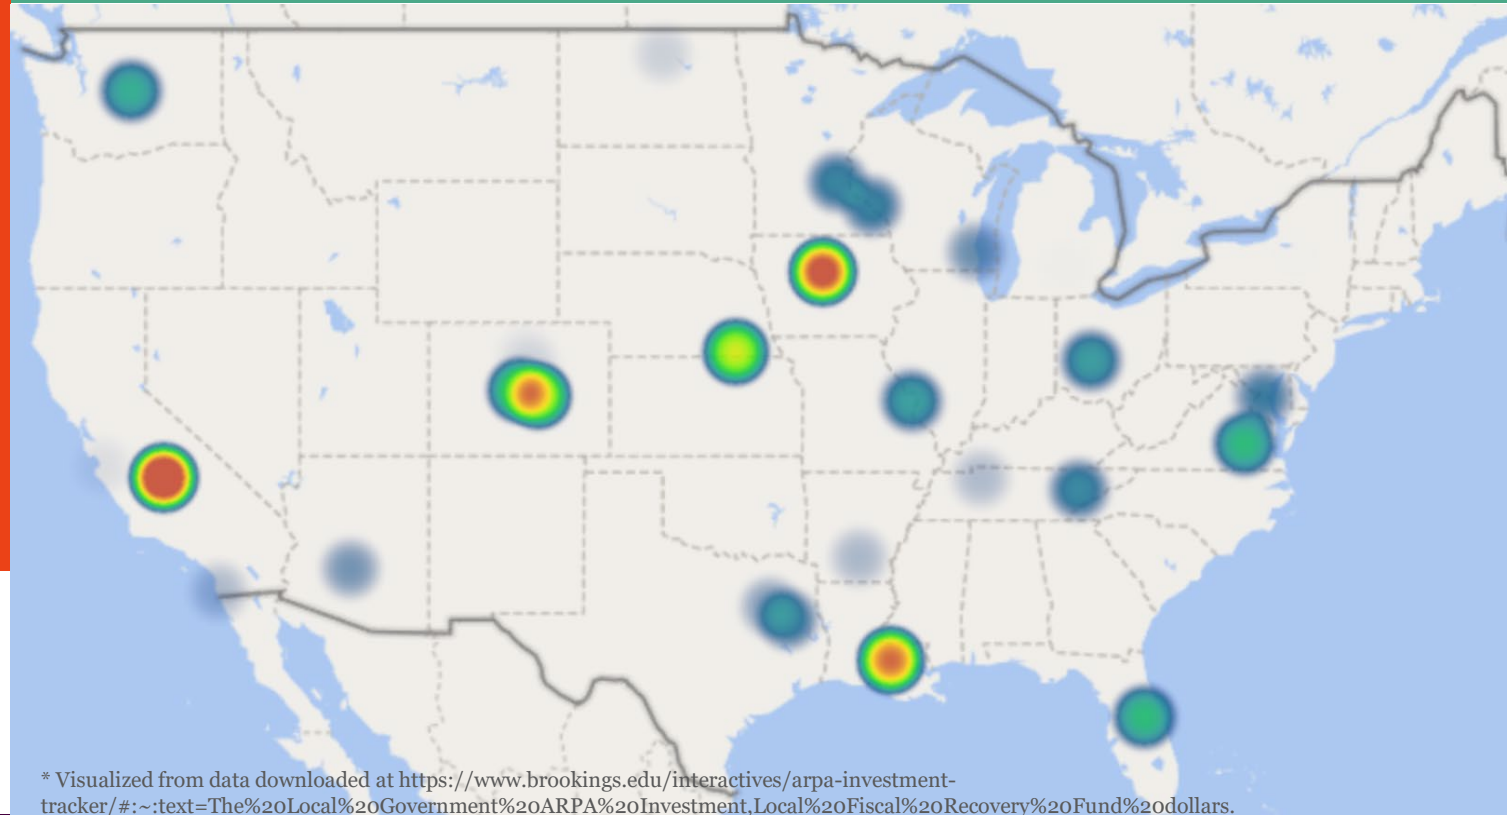 * Visualized from data downloaded at https://www.brookings.edu/interactives/arpa-investment-
tracker/#:~:text=The%20Local%20Government%20ARPA%20Investment,Local%20Fiscal%20Recovery%20Fund%20dollars.